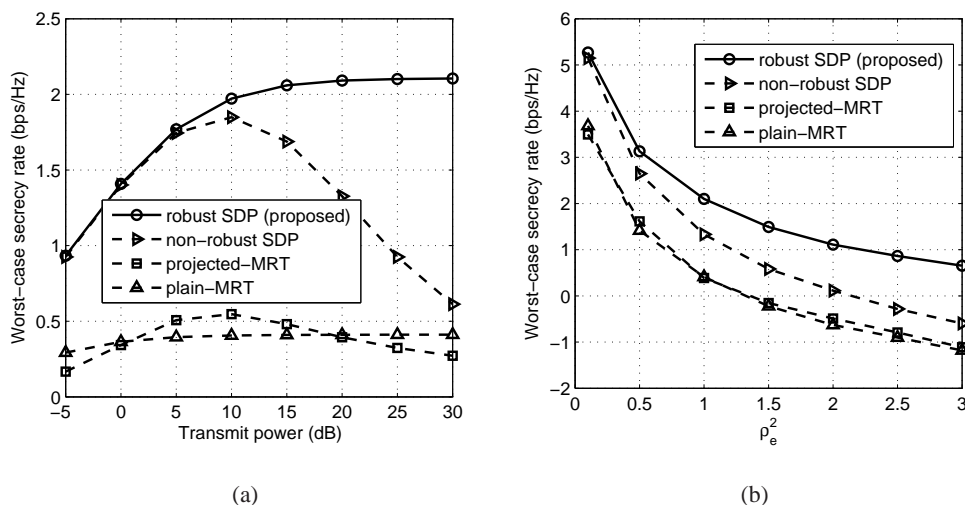 2.5
2
1.5
1
0.5
0
−5 0 5 10 15 20 25 30
Transmit power (dB)
Worst−case secrecy rate (bps/Hz)
robust SDP (proposed)
non−robust SDP
projected−MRT
plain−MRT
(a)
6
5
4
3
2
1
0
−1
−2
0 0.5 1 1.5 2 2.5 3
ρe2
Worst−case secrecy rate (bps/Hz)
robust SDP (proposed)
non−robust SDP
projected−MRT
plain−MRT
(b)